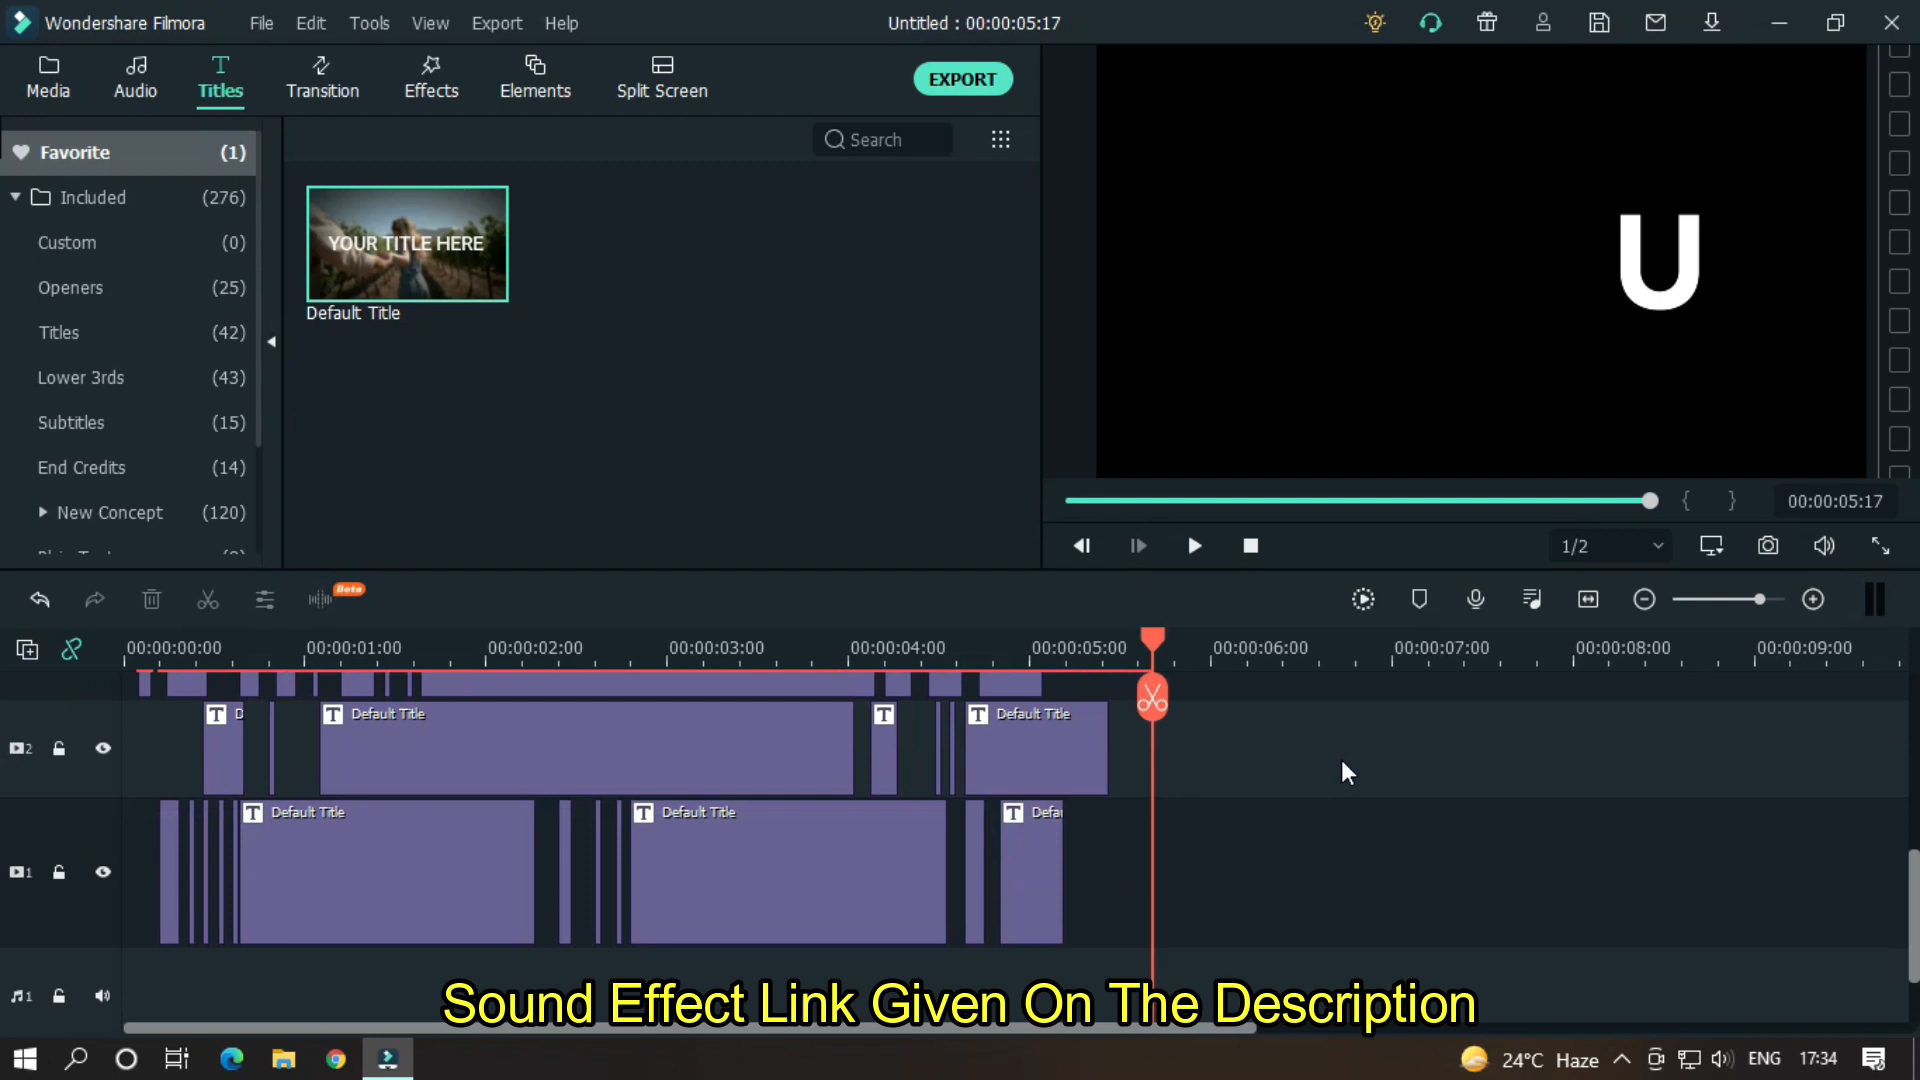 Wondershare Filmora
File Edit Tools View Export Help
Untitled : 00:00:05:17
Media Audio Titles Transition Effects Elements Split Screen
EXPORT
Favorite (1)
Search
Included (276)
Custom (0)
Openers (25)
Titles (42)
Lower 3rds (43)
Subtitles (15)
End Credits (14)
New Concept (120)
YOUR TITLE HERE
Default Title
U
00:00:05:17
1/2
Beta
00:00:00:00 00:00:01:00 00:00:02:00 00:00:03:00 00:00:04:00 00:00:05:00 00:00:06:00 00:00:07:00 00:00:08:00 00:00:09:00
2 T D T Default Title T T Default Title
1 T Default Title T Default Title T Defau
1
Sound Effect Link Given On The Description
24°C Haze ENG 17:34